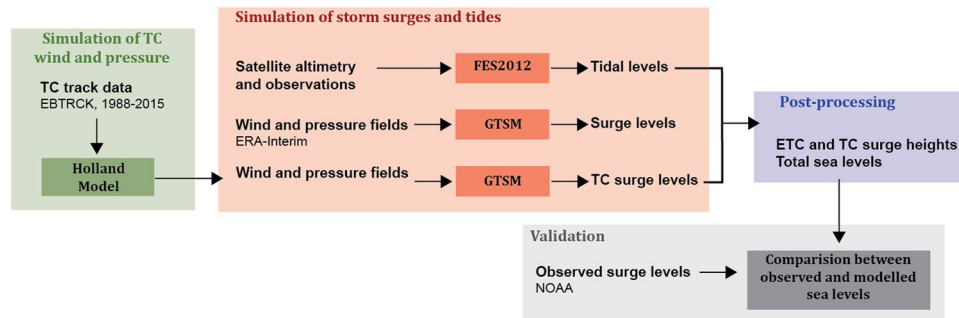 Simulation of TC
wind and pressure
TC track data
EBTRCK, 1988-2015
Holland
Model
Simulation of storm surges and tides
Satellite altimetry
and observations
FES2012
Tidal levels
Wind and pressure fields
ERA-Interim
GTSM
Surge levels
Wind and pressure fields
GTSM
TC surge levels
Post-processing
ETC and TC surge heights
Total sea levels
Validation
Observed surge levels
NOAA
Comparision between
observed and modelled
sea levels